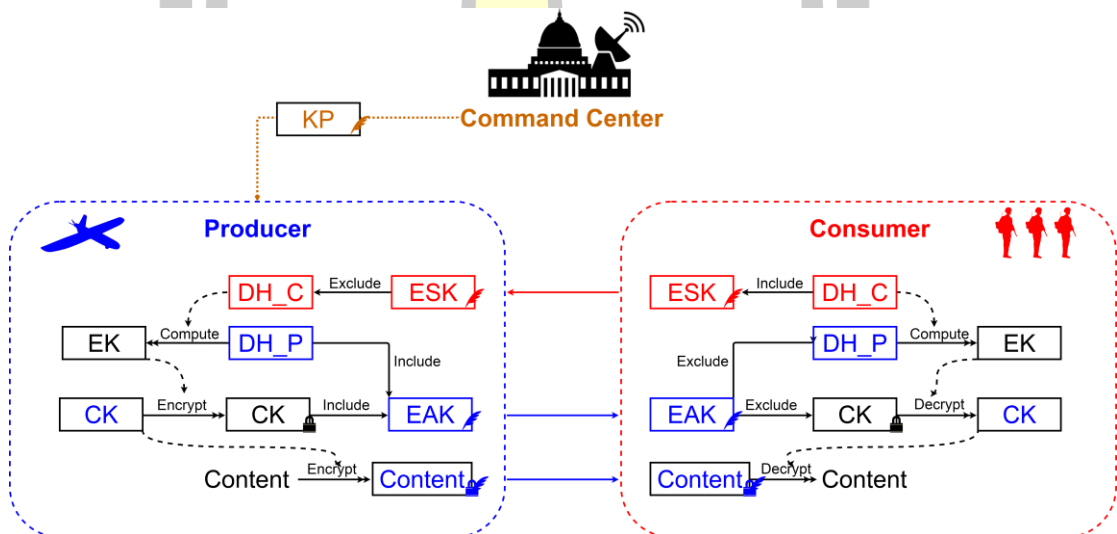 KP
Command Center
Producer
Consumer
DH_C
Exclude
ESK
ESK
Include
DH_C
EK
Compute
DH_P
Include
Exclude
DH_P
Compute
EK
CK
Encrypt
CK
Include
EAK
EAK
Exclude
CK
Decrypt
CK
Content
Encrypt
Content
Content
Decrypt
Content